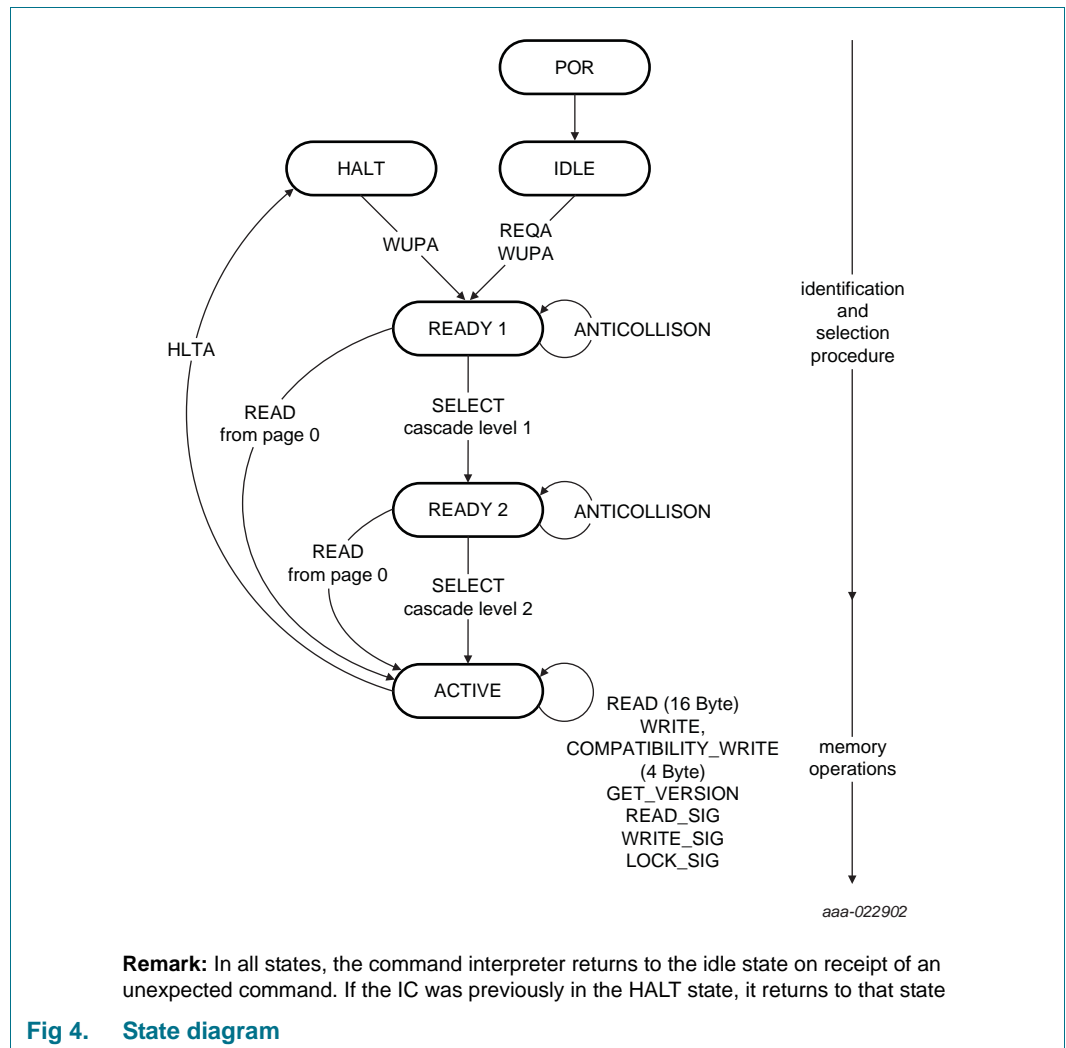 POR
HALT
IDLE
WUPA
REQA
WUPA
identification
and
selection
procedure
READY 1
ANTICOLLISON
HLTA
READ
from page 0
SELECT
cascade level 1
READY 2
ANTICOLLISON
READ
from page 0
SELECT
cascade level 2
ACTIVE
READ (16 Byte)
WRITE,
COMPATIBILITY_WRITE
(4 Byte)
GET_VERSION
READ_SIG
WRITE_SIG
LOCK_SIG
memory
operations
aaa-022902
Remark: In all states, the command interpreter returns to the idle state on receipt of an
unexpected command. If the IC was previously in the HALT state, it returns to that state
Fig 4. State diagram